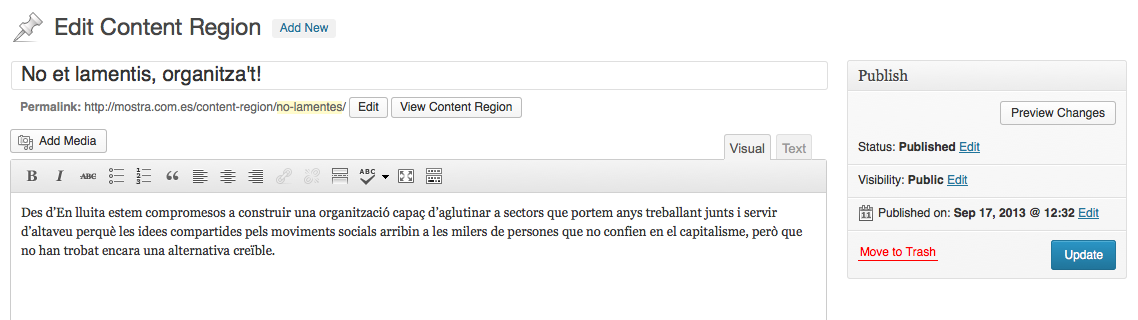 Edit Content Region Add New
No et lamentis, organitza't!
Permalink: http://mostra.com.es/content-region/no-lamentes/ Edit View Content Region
Add Media
Visual Text
B I ABC ABC
Des d’En lluita estem compromesos a construir una organització capaç d’aglutinar a sectors que portem anys treballant junts i servir
d’altaveu perquè les idees compartides pels moviments socials arribin a les milers de persones que no confien en el capitalisme, però que
no han trobat encara una alternativa creïble.
Publish
Preview Changes
Status: Published Edit
Visibility: Public Edit
11 Published on: Sep 17, 2013 @ 12:32 Edit
Move to Trash Update